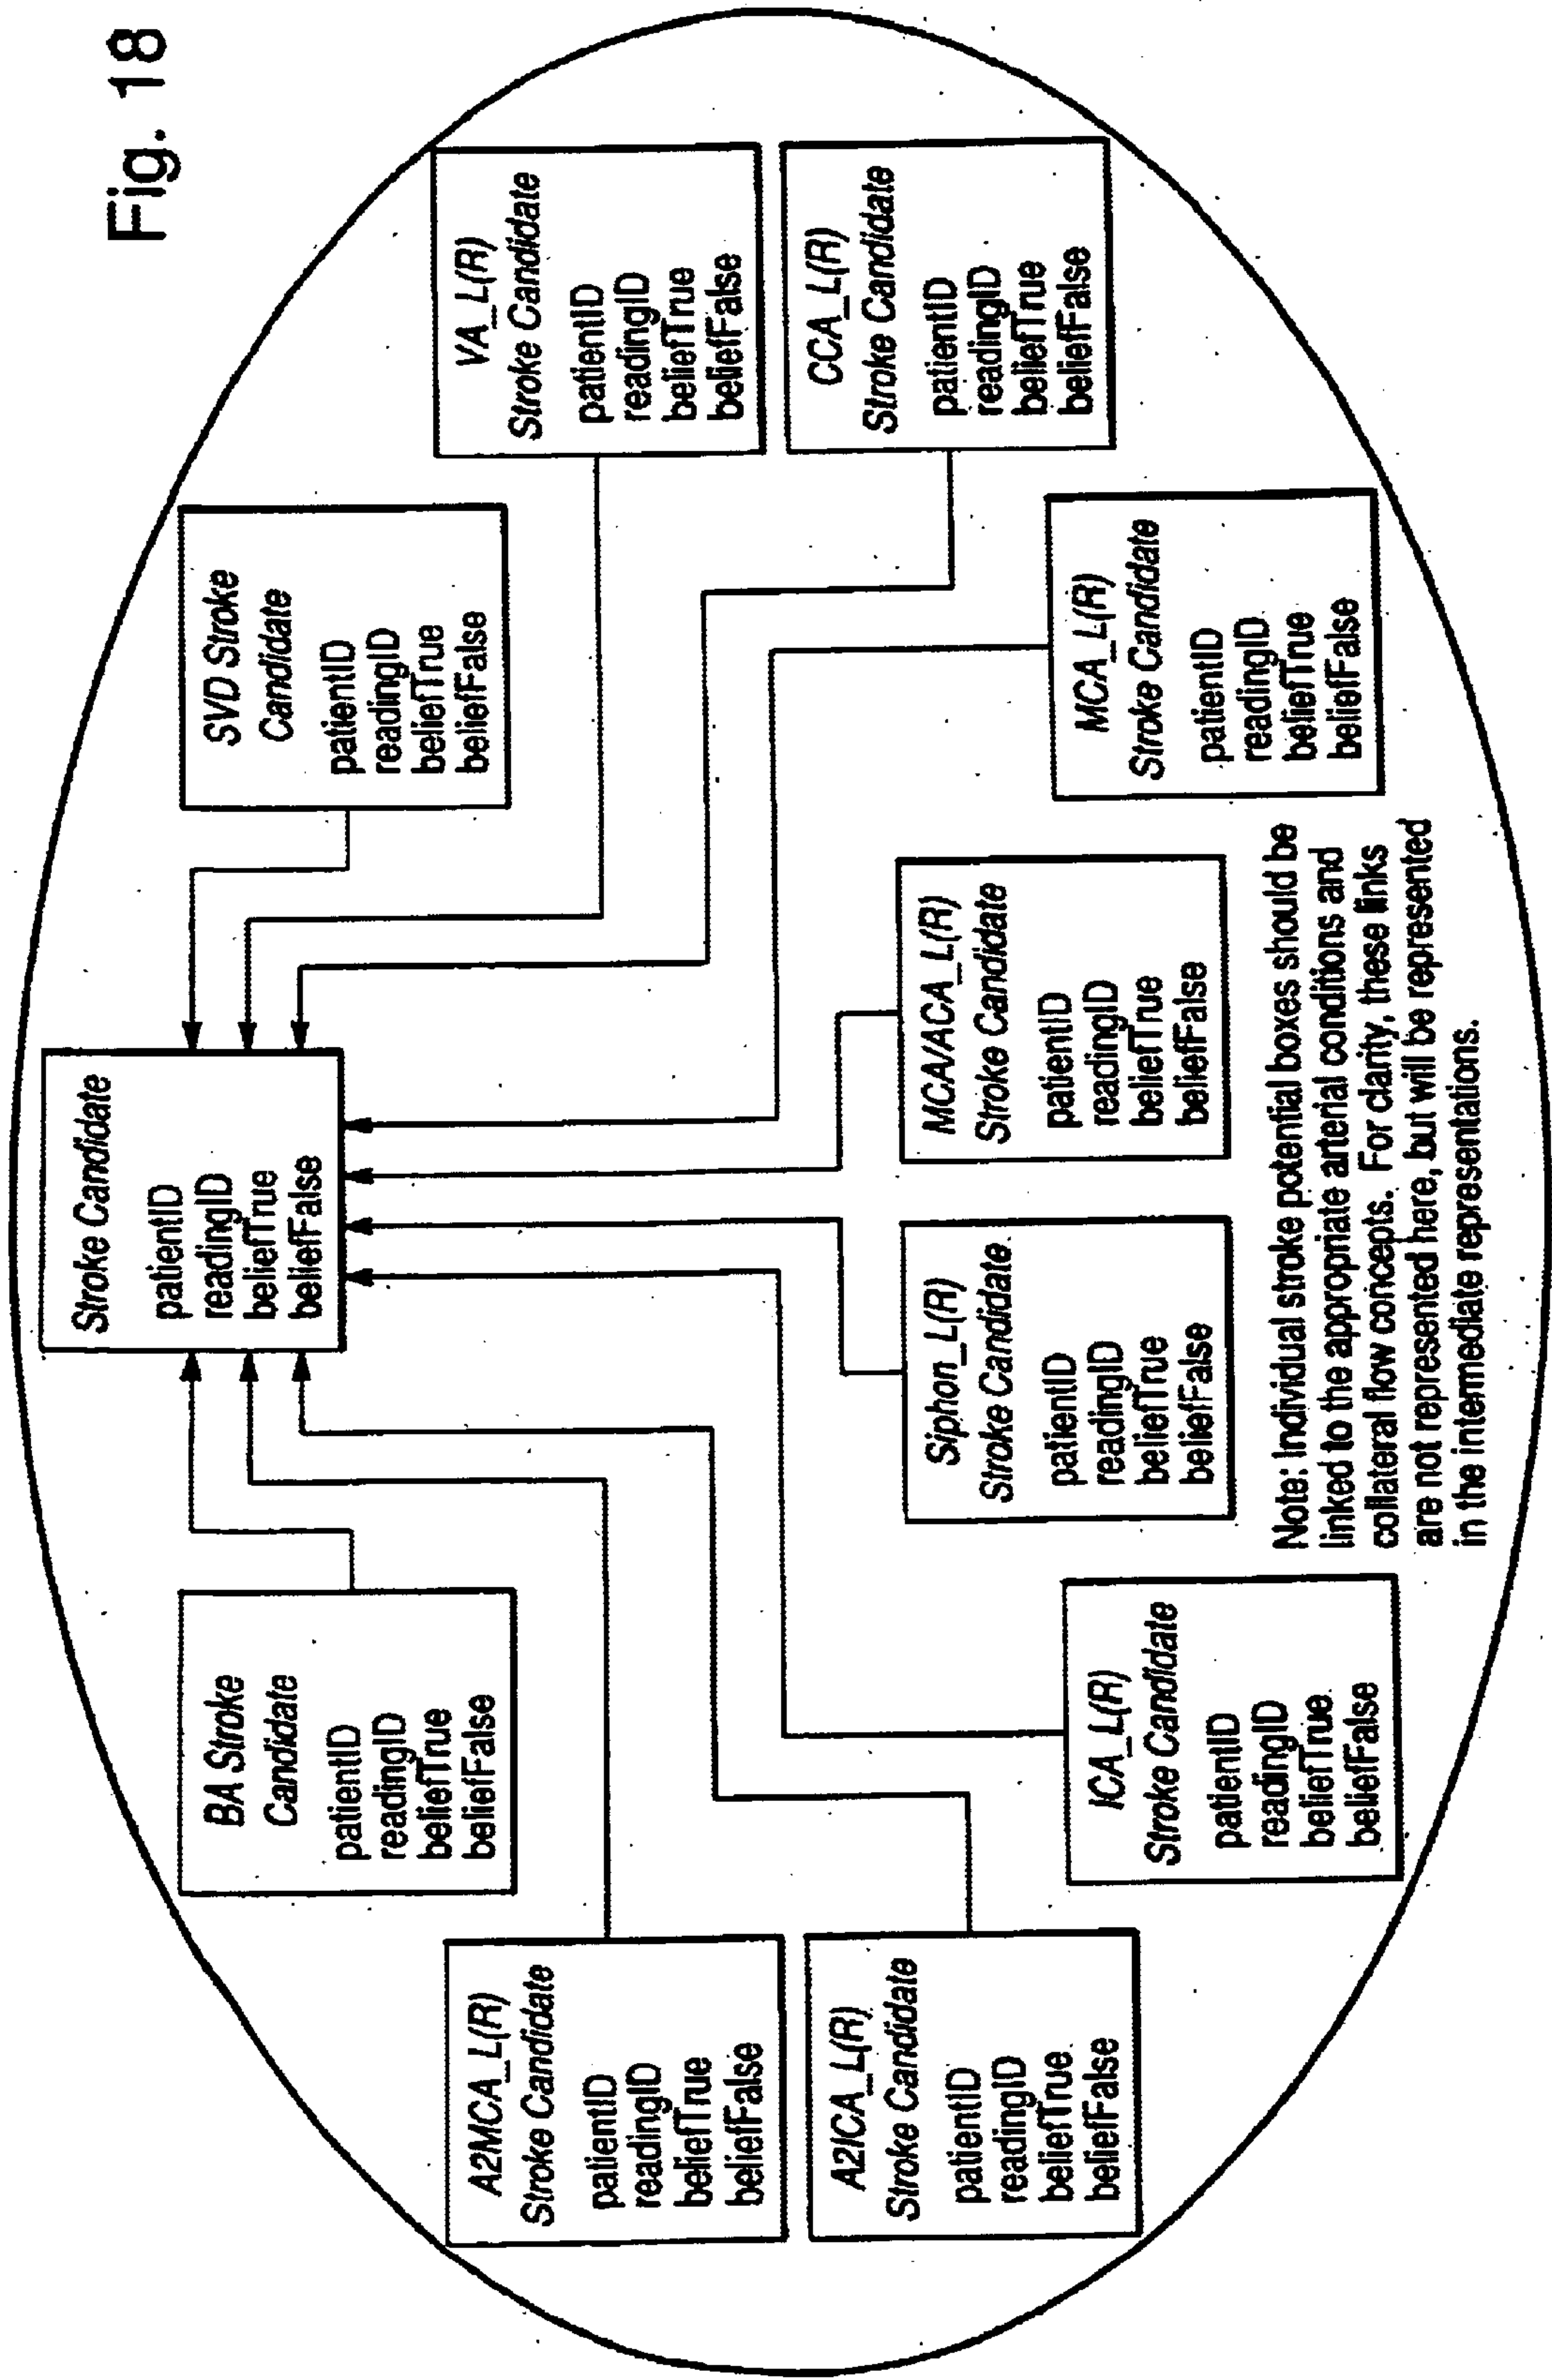 Fig. 18
Stroke Candidate
patientID
readingID
beliefTrue
beliefFalse
BA Stroke
Candidate
patientID
readingID
beliefTrue
beliefFalse
SVD Stroke
Candidate
patientID
readingID
beliefTrue
beliefFalse
A2MCA_L(R)
Stroke Candidate
patientID
readingID
beliefTrue
beliefFalse
VA_L(R)
Stroke Candidate
patientID
readingID
beliefTrue
beliefFalse
A2ICA_L(R)
Stroke Candidate
patientID
readingID
beliefTrue
beliefFalse
CCA_L(R)
Stroke Candidate
patientID
readingID
beliefTrue
beliefFalse
ICA_L(R)
Stroke Candidate
patientID
readingID
beliefTrue
beliefFalse
Siphon_L(R)
Stroke Candidate
patientID
readingID
beliefTrue
beliefFalse
MCA/ACA_L(R)
Stroke Candidate
patientID
readingID
beliefTrue
beliefFalse
MCA_L(R)
Stroke Candidate
patientID
readingID
beliefTrue
beliefFalse
Note: Individual stroke potential boxes should be
linked to the appropriate arterial conditions and
collateral flow concepts. For clarity, these links
are not represented here, but will be represented
in the intermediate representations.